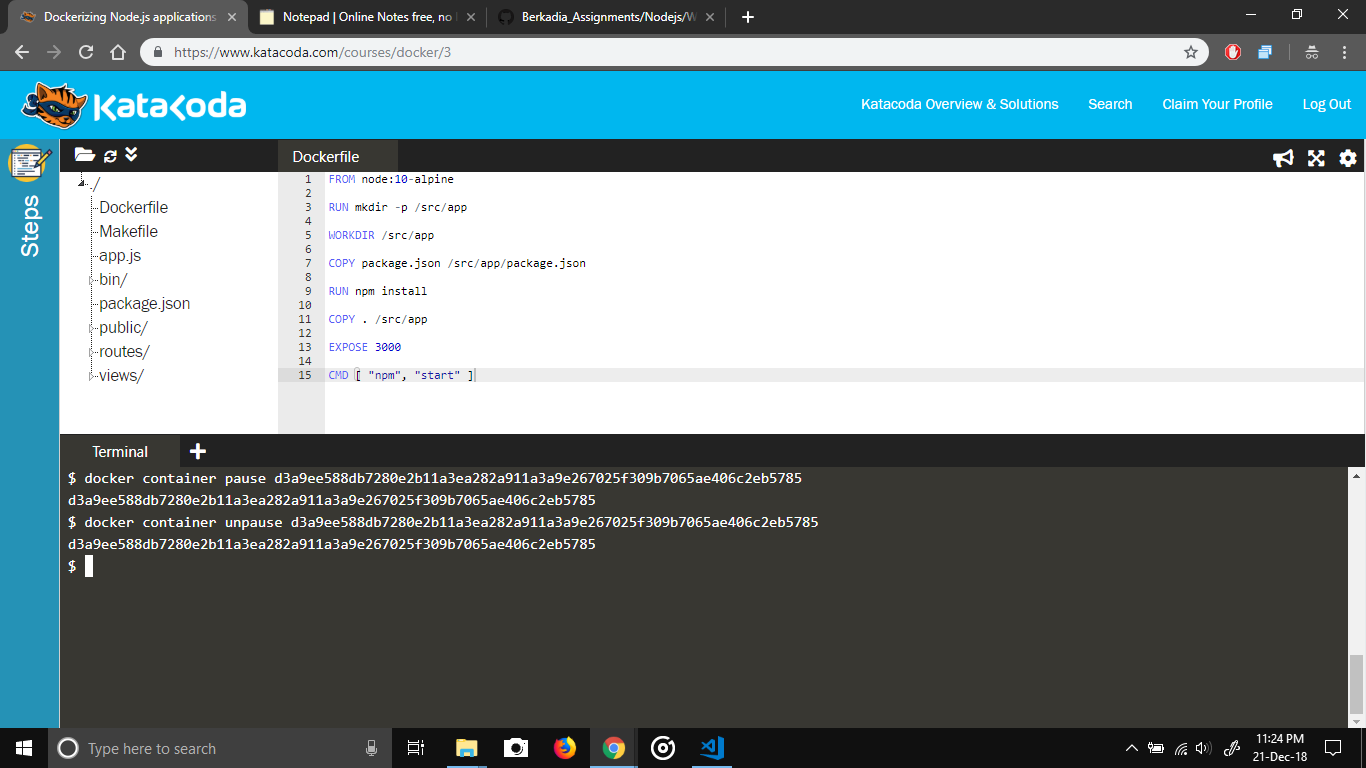 Dockerizing Node.js applications
Notepad | Online Notes free, no l
Berkadia_Assignments/Nodejs/W
https://www.katacoda.com/courses/docker/3
KataKoda
Katacoda Overview & Solutions
Search
Claim Your Profile
Log Out
Steps
./
Dockerfile
Makefile
app.js
bin/
package.json
public/
routes/
views/
Dockerfile
1 FROM node:10-alpine
2
3 RUN mkdir -p /src/app
4
5 WORKDIR /src/app
6
7 COPY package.json /src/app/package.json
8
9 RUN npm install
10
11 COPY . /src/app
12
13 EXPOSE 3000
14
15 CMD [ "npm", "start" ]
Terminal
$ docker container pause d3a9ee588db7280e2b11a3ea282a911a3a9e267025f309b7065ae406c2eb5785
d3a9ee588db7280e2b11a3ea282a911a3a9e267025f309b7065ae406c2eb5785
$ docker container unpause d3a9ee588db7280e2b11a3ea282a911a3a9e267025f309b7065ae406c2eb5785
d3a9ee588db7280e2b11a3ea282a911a3a9e267025f309b7065ae406c2eb5785
$
Type here to search
11:24 PM
21-Dec-18